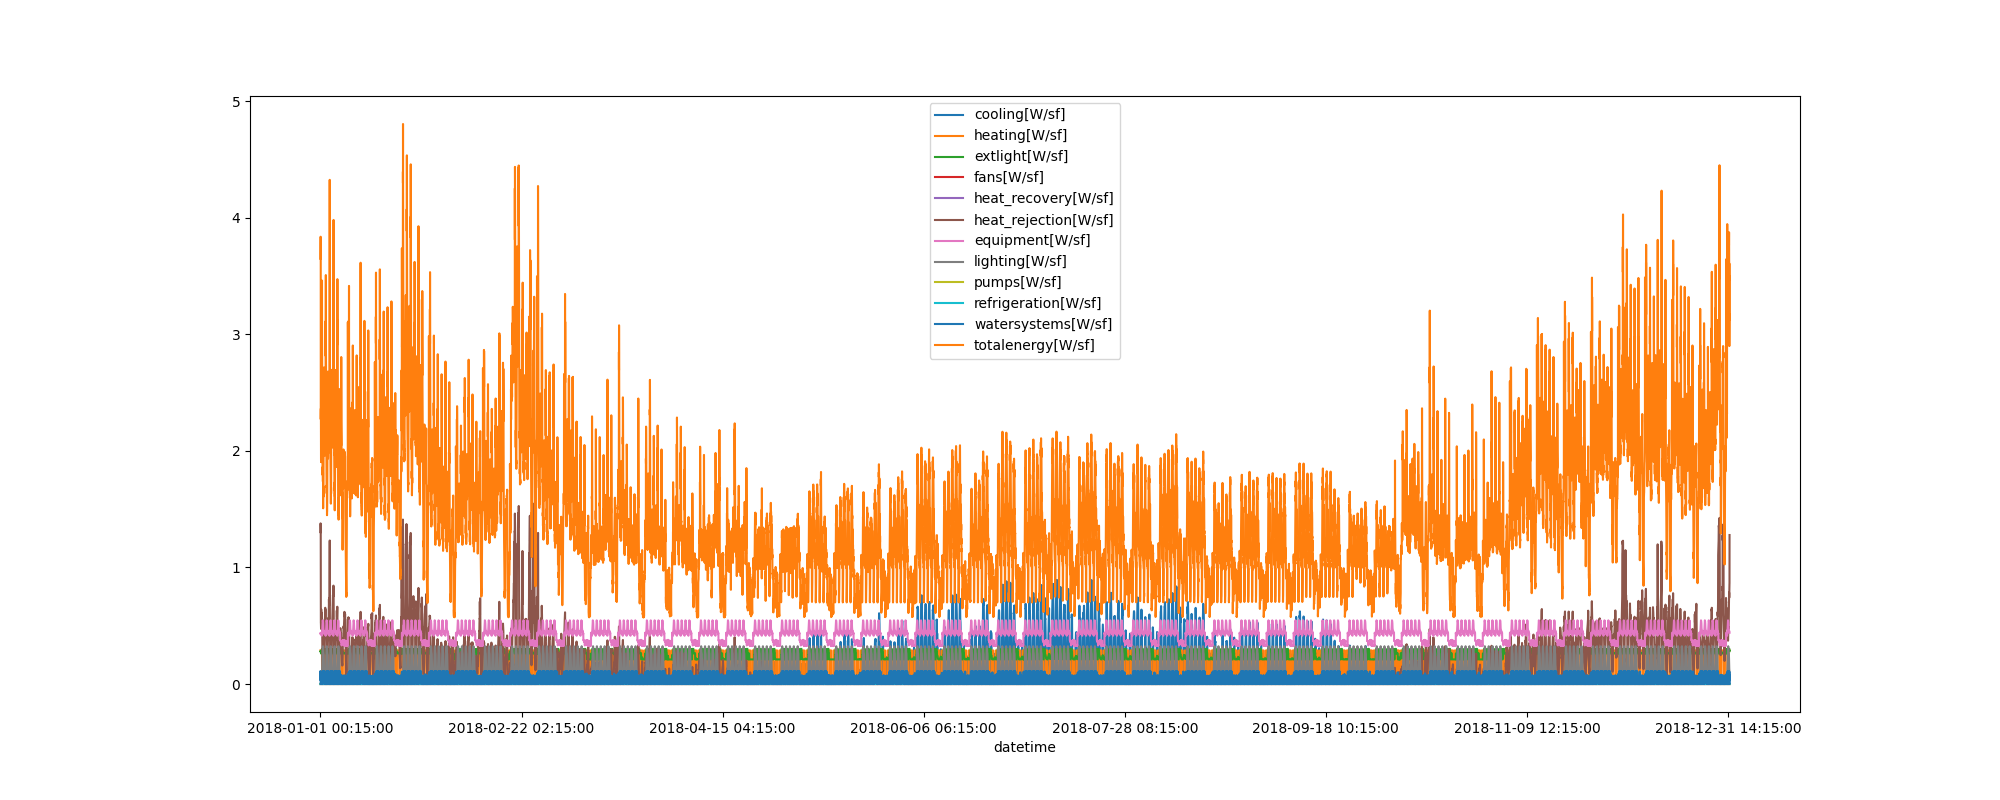 5
4
3
2
1
0
cooling[W/sf]
heating[W/sf]
extlight[W/sf]
fans[W/sf]
heat_recovery[W/sf]
heat_rejection[W/sf]
equipment[W/sf]
lighting[W/sf]
pumps[W/sf]
refrigeration[W/sf]
watersystems[W/sf]
totalenergy[W/sf]
2018-01-01 00:15:00
2018-02-22 02:15:00
2018-04-15 04:15:00
2018-06-06 06:15:00
2018-07-28 08:15:00
2018-09-18 10:15:00
2018-11-09 12:15:00
2018-12-31 14:15:00
datetime